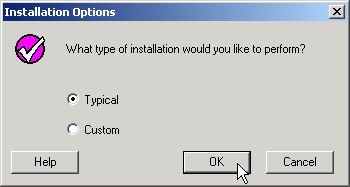 Installation Options
What type of installation would you like to perform?
Typical
Custom
Help
OK
Cancel